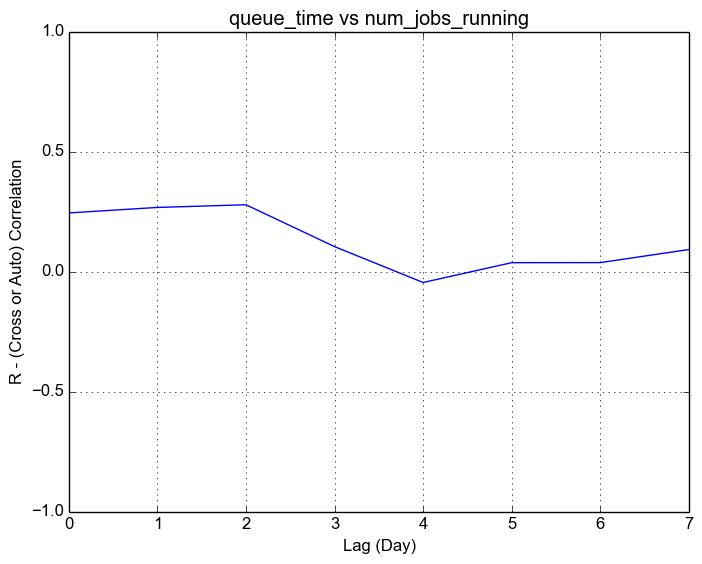 queue_time vs num_jobs_running
R - (Cross or Auto) Correlation
1.0
0.5
0.0
−0.5
−1.0
0 1 2 3 4 5 6 7
Lag (Day)